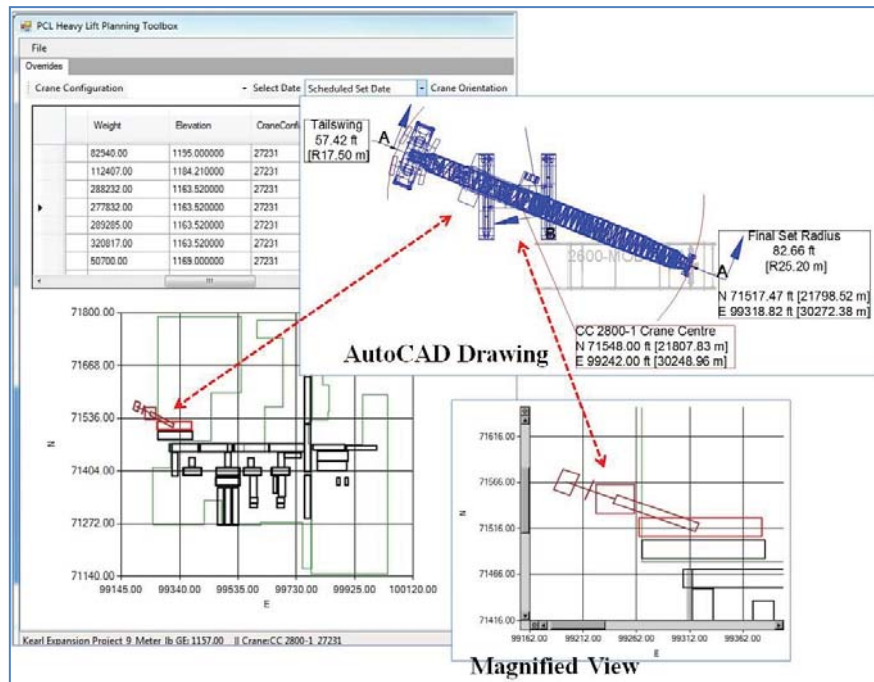 PCL Heavy Lift Planning Toolbox
File
Overrides
Crane Configuration - Select Date Scheduled Set Date - Crane Orientation
Weight Elevation CraneConfi
82940.00 1195.000000 27231
112407.00 1184.210000 27231
288232.00 1163.520000 27231
277832.00 1163.520000 27231
289285.00 1163.520000 27231
320817.00 1163.520000 27231
50700.00 1169.000000 27231
Tailswing
57.42 ft
[R17.50 m]
A
B
2600-MOD
A
Final Set Radius
82.66 ft
[R25.20 m]
N 71517.47 ft [21798.52 m]
E 99318.82 ft [30272.38 m]
CC 2800-1 Crane Centre
N 71548.00 ft [21807.83 m]
E 99242.00 ft [30248.96 m]
AutoCAD Drawing
71800.00
71668.00
71536.00
N
71404.00
71272.00
71140.00
99145.00 99340.00 99535.00 99730.00 99925.00 100120.00
E
Kearl Expansion Project 9 Meter Ib GE: 1157.00 || Crane:CC 2800-1 27231
71616.00
71566.00
N
71516.00
71466.00
71416.00
99162.00 99212.00 99262.00 99312.00 99362.00
E
Magnified View